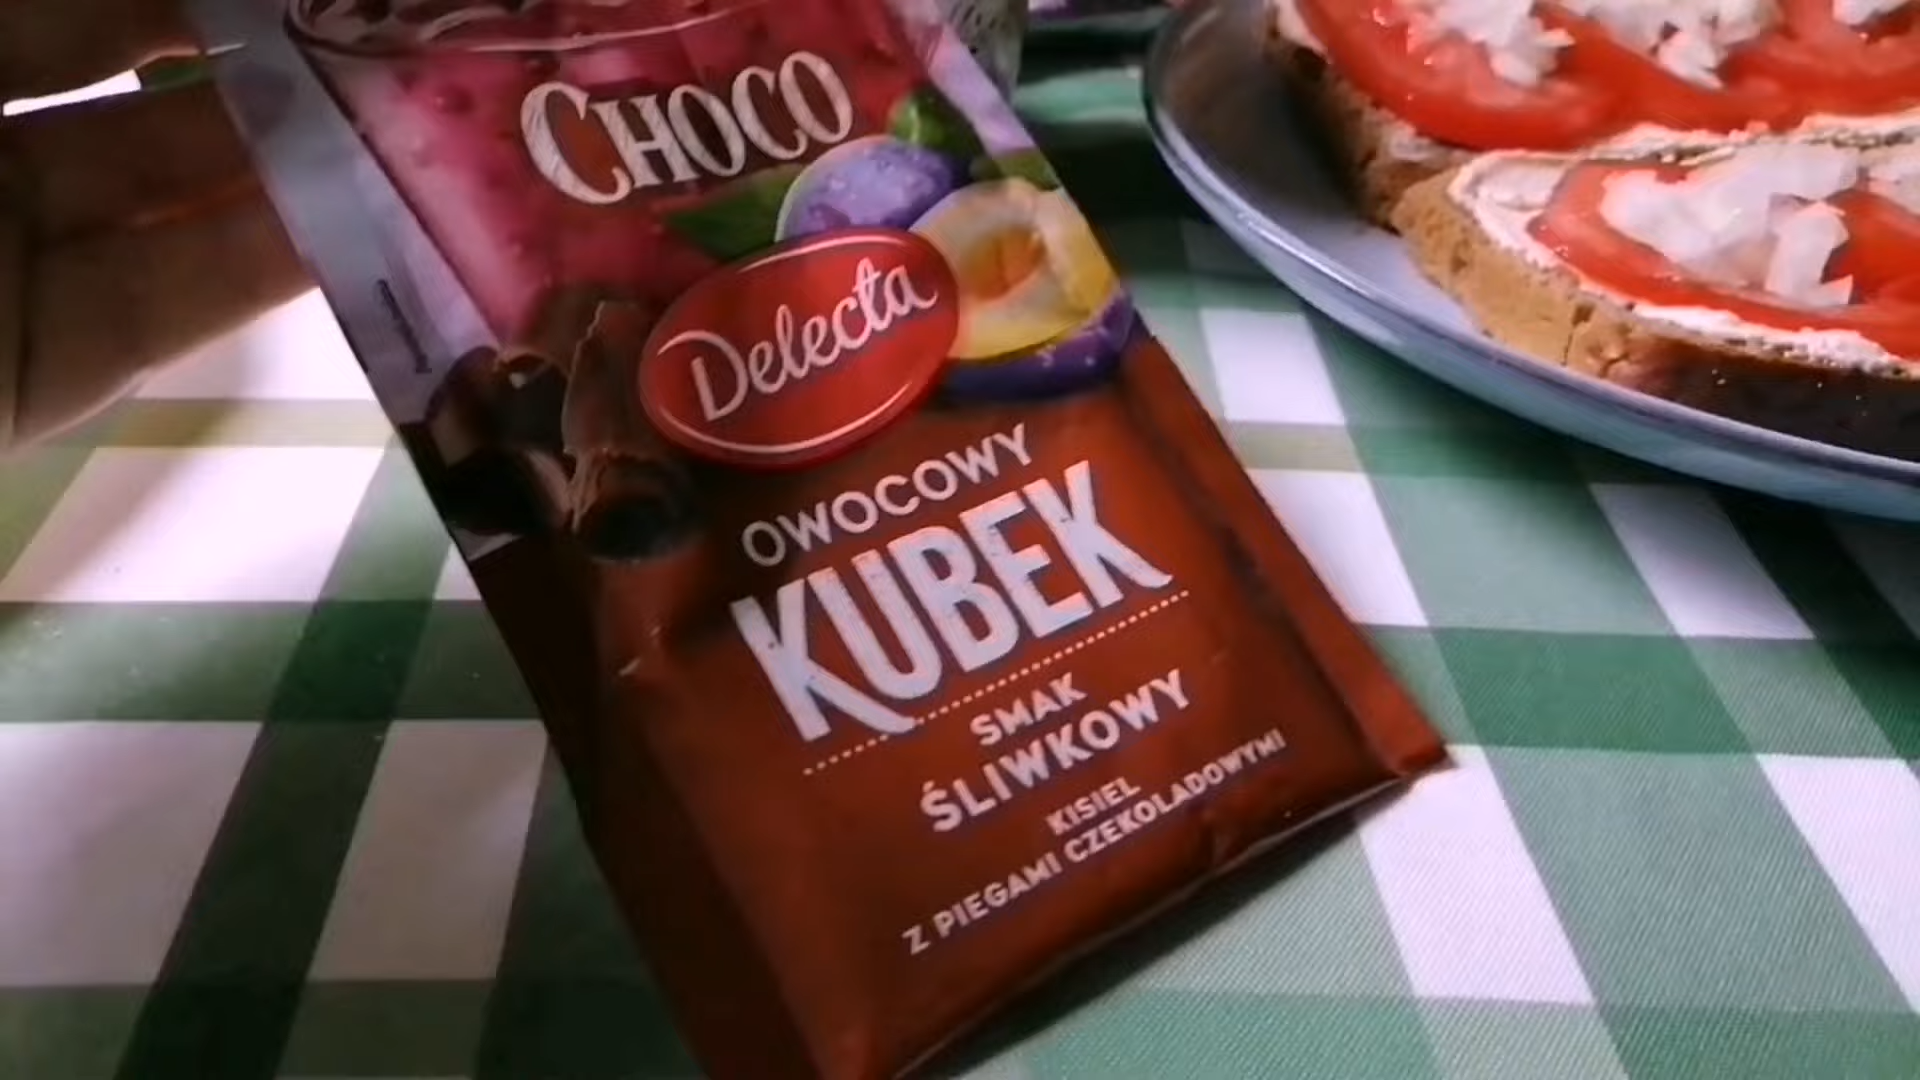 CHOCO
Delecta
OWOCOWY
KUBEK
SMAK
ŚLIWKOWY
KISIEL
Z PIEGAMI CZEKOLADOWYMI